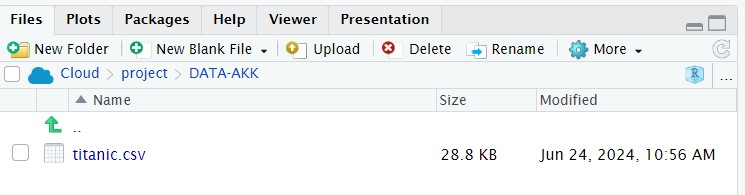 Files Plots Packages Help Viewer Presentation
New Folder New Blank File Upload Delete Rename More
Cloud project DATA-AKK R ...
Name Size Modified
..
titanic.csv 28.8 KB Jun 24, 2024, 10:56 AM